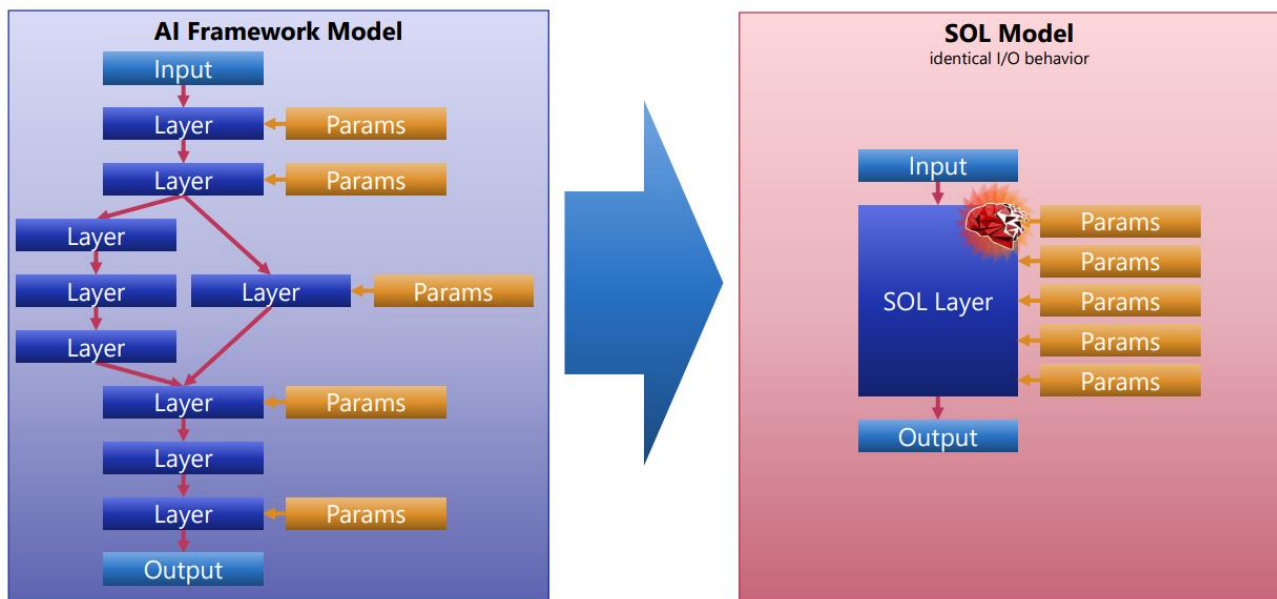 AI Framework Model
Input
Layer
Params
Layer
Params
Layer
Layer
Layer
Params
Layer
Layer
Params
Layer
Layer
Params
Output
SOL Model
identical I/O behavior
Input
Params
Params
SOL Layer
Params
Params
Params
Output